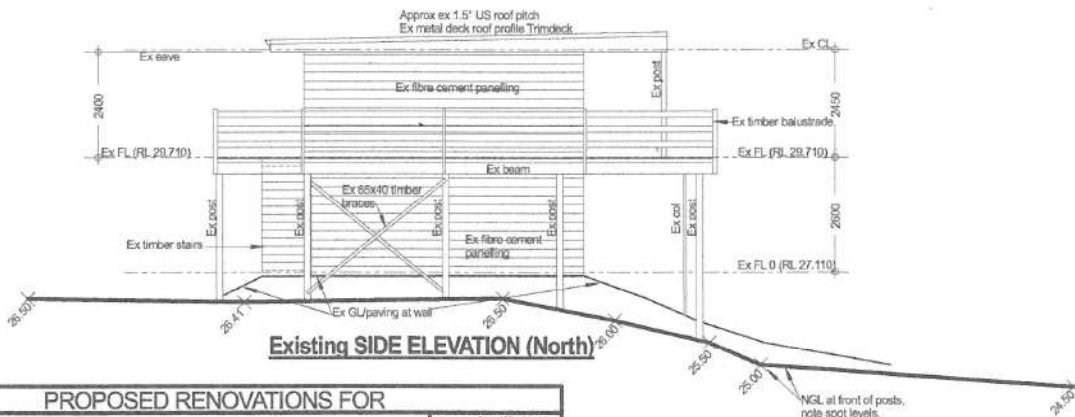 Approx ex 1.5° US roof pitch
Ex metal deck roof profile Trimdeck
Ex eave
Ex CL
Ex post
Ex fibre cement panelling
2400
2450
Ex timber balustrade
Ex FL (RL 29.710)
Ex FL (RL 29.710)
Ex beam
Ex 65x40 timber
braces
Ex post
Ex post
Ex post
Ex post
Ex col
Ex post
2600
Ex timber stairs
Ex fibre cement
panelling
Ex FL 0 (RL 27.110)
26.50
26.41
Ex GL/paving at wall
26.50
26.00
25.50
25.00
24.50
Existing SIDE ELEVATION (North)
NGL at front of posts,
note spot levels.
PROPOSED RENOVATIONS FOR